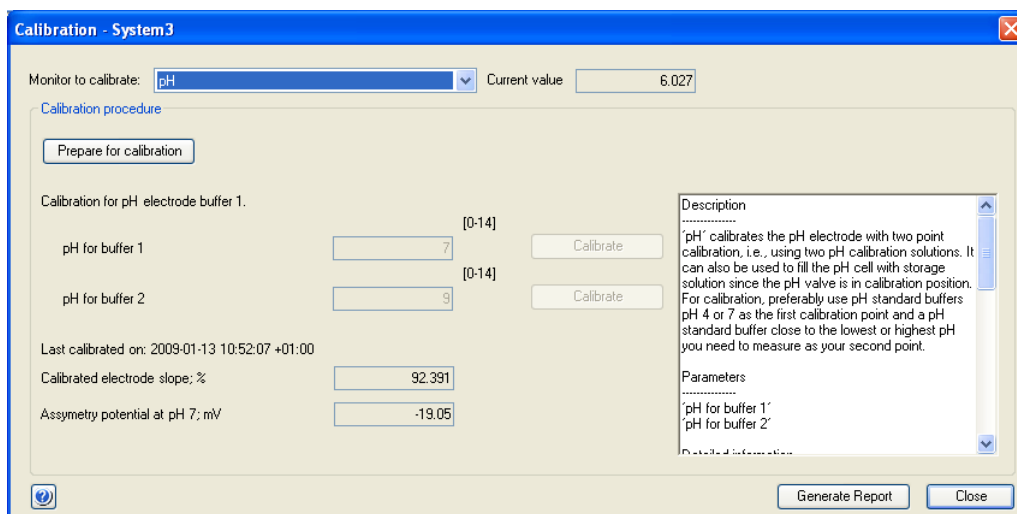 Calibration - System3
Monitor to calibrate: pH Current value 6.027
Calibration procedure
Prepare for calibration
Calibration for pH electrode buffer 1.
[0-14]
pH for buffer 1 7 Calibrate
[0-14]
pH for buffer 2 9 Calibrate
Last calibrated on: 2009-01-13 10:52:07 +01:00
Calibrated electrode slope; % 92.391
Assymetry potential at pH 7; mV -19.05
Description
---------------
'pH' calibrates the pH electrode with two point
calibration, i.e., using two pH calibration solutions. It
can also be used to fill the pH cell with storage
solution since the pH valve is in calibration position.
For calibration, preferably use pH standard buffers
pH 4 or 7 as the first calibration point and a pH
standard buffer close to the lowest or highest pH
you need to measure as your second point.
Parameters
---------------
'pH for buffer 1'
'pH for buffer 2'
Detailed information
Generate Report Close